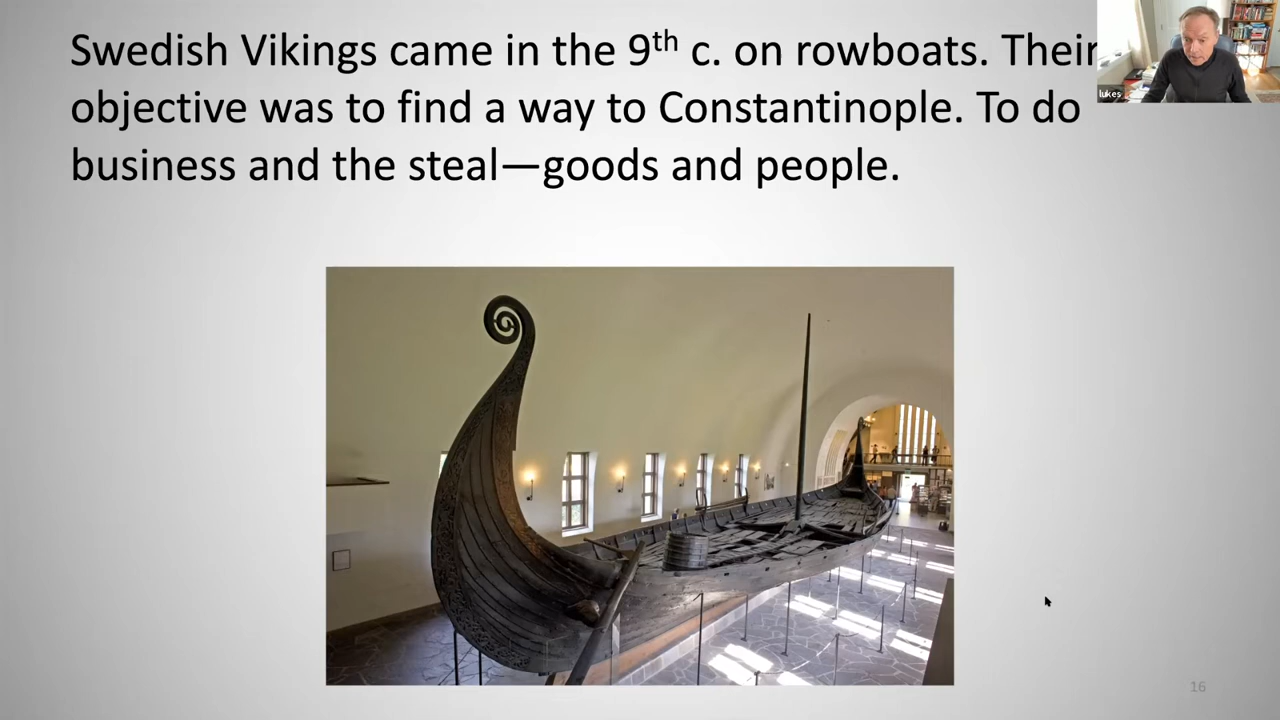 Swedish Vikings came in the 9th c. on rowboats. Their
objective was to find a way to Constantinople. To do
business and the steal—goods and people.
lukes
16